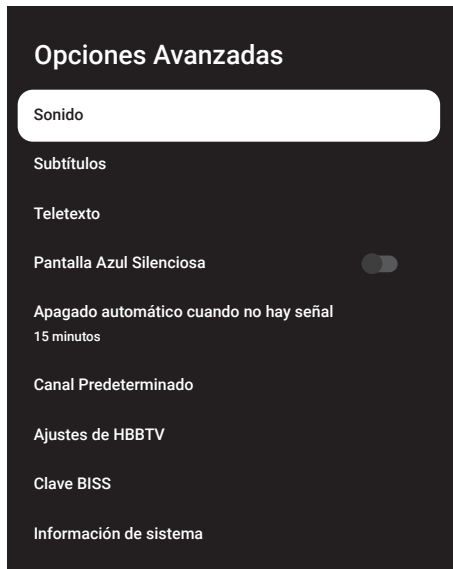 Opciones Avanzadas
Sonido
Subtítulos
Teletexto
Pantalla Azul Silenciosa
Apagado automático cuando no hay señal
15 minutos
Canal Predeterminado
Ajustes de HBBTV
Clave BISS
Información de sistema